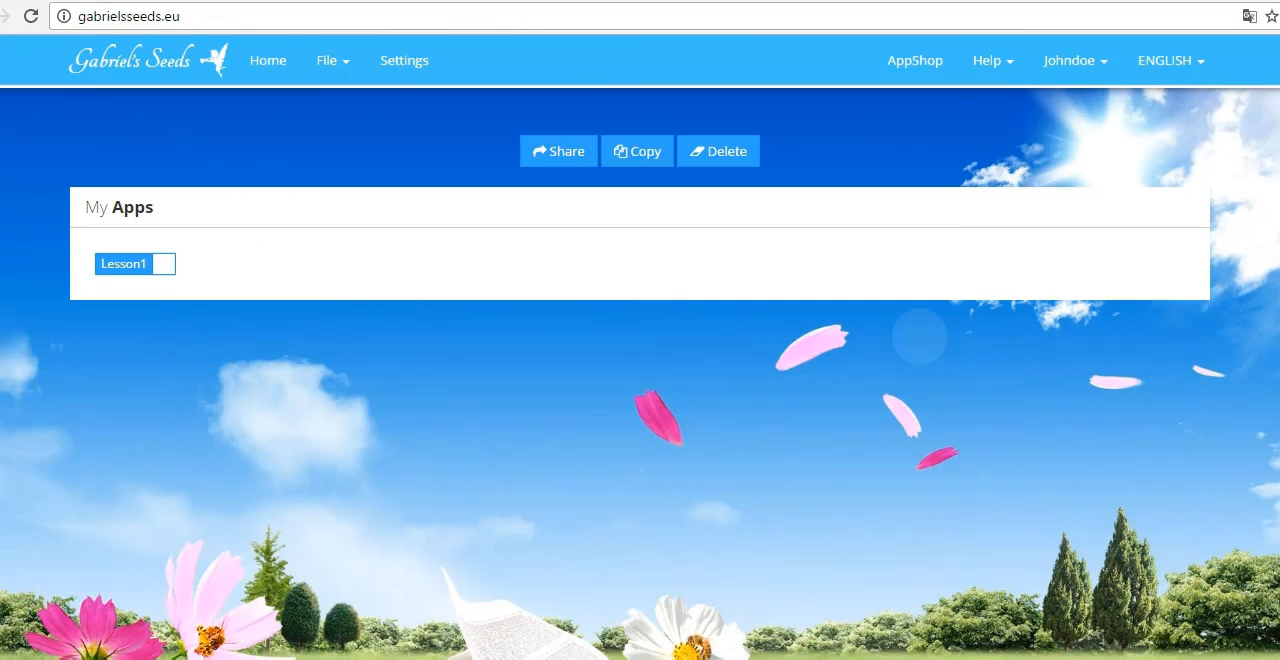 gabrielsseeds.eu
Gabriel's Seeds Home File Settings AppShop Help Johndoe ENGLISH
Share Copy Delete
My Apps
Lesson1